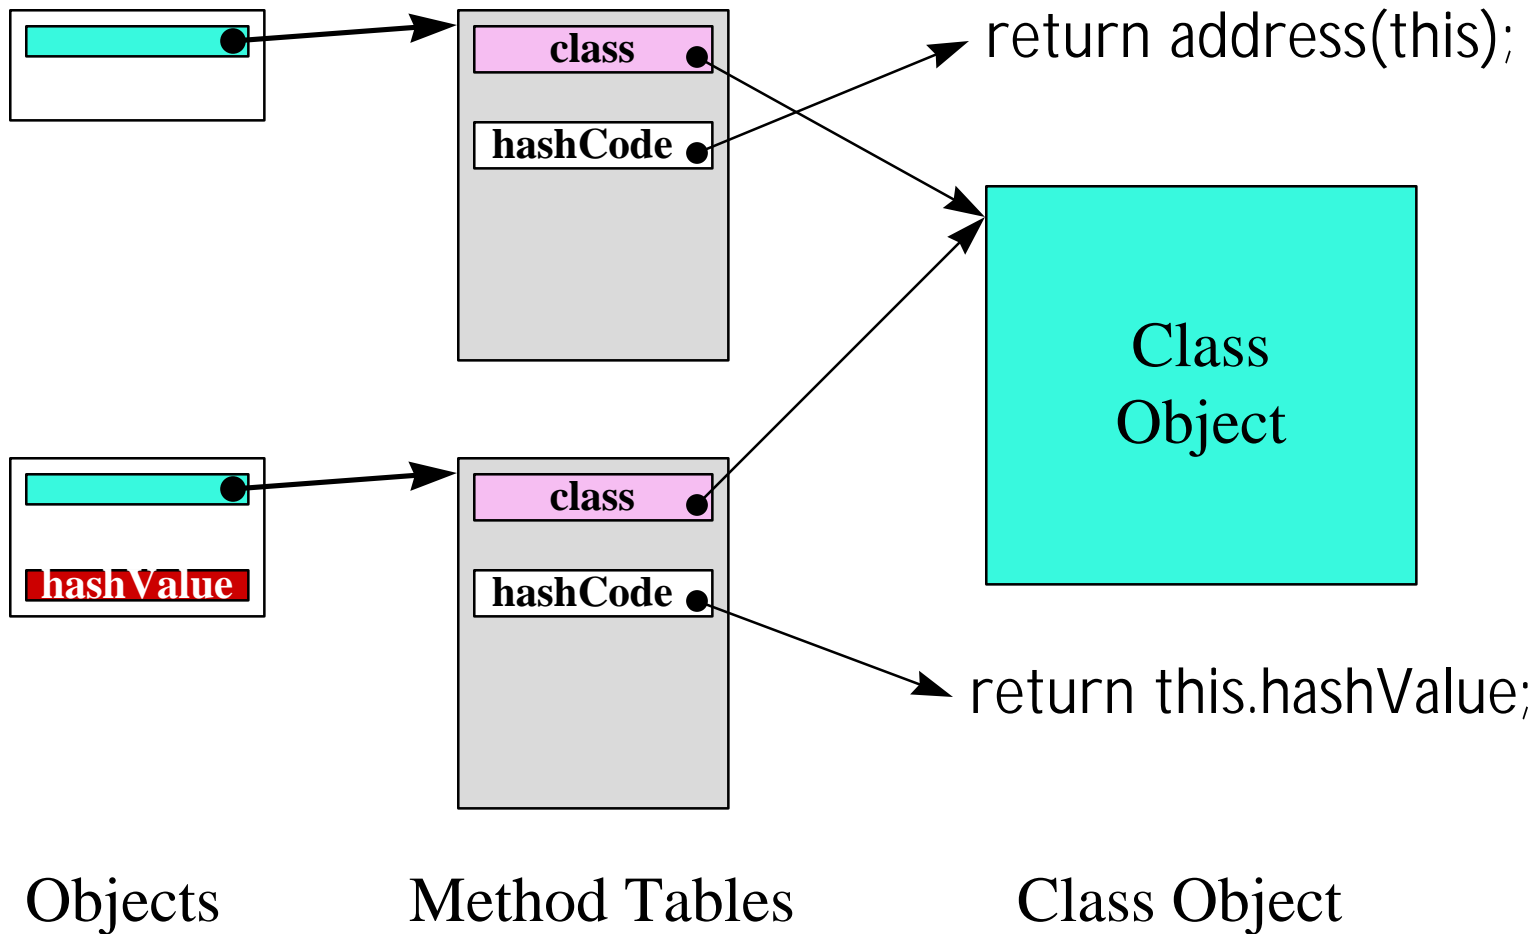 class
return address(this);
hashCode
Class
Object
class
hashValue
hashCode
return this.hashValue;
Objects
Method Tables
Class Object